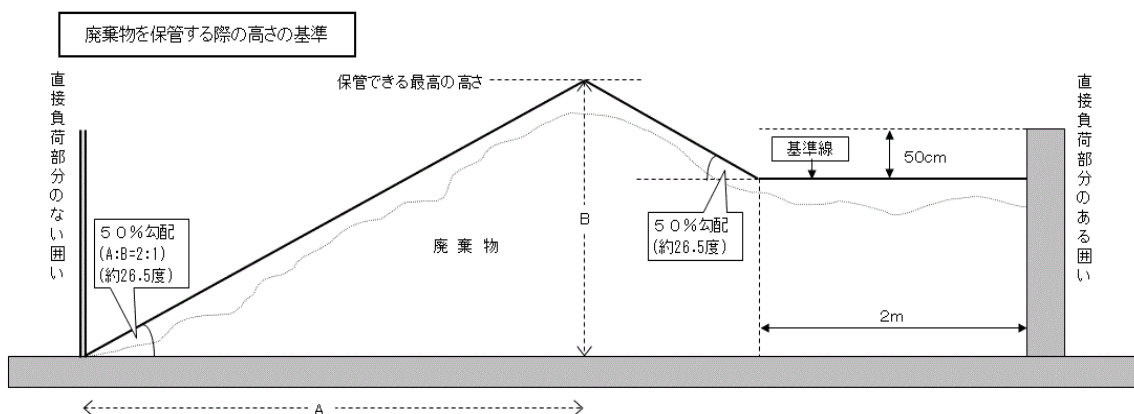 廃棄物を保管する際の高さの基準
直接負荷部分のない囲い
保管できる最高の高さ
直接負荷部分のある囲い
基準線
50cm
50%勾配
(A:B=2:1)
(約26.5度)
廃棄物
B
50%勾配
(約26.5度)
2m
A